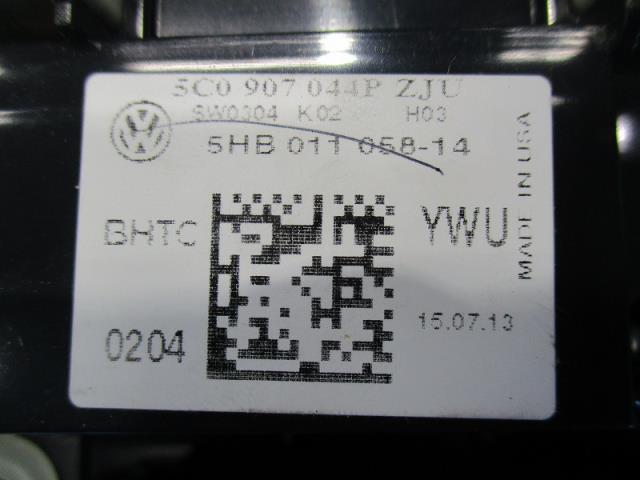 5C0 907 044P ZJU
SW0304 K02 H03
5HB 011 058-14
BHTC
YWU
MADE IN USA
15.07.13
0204